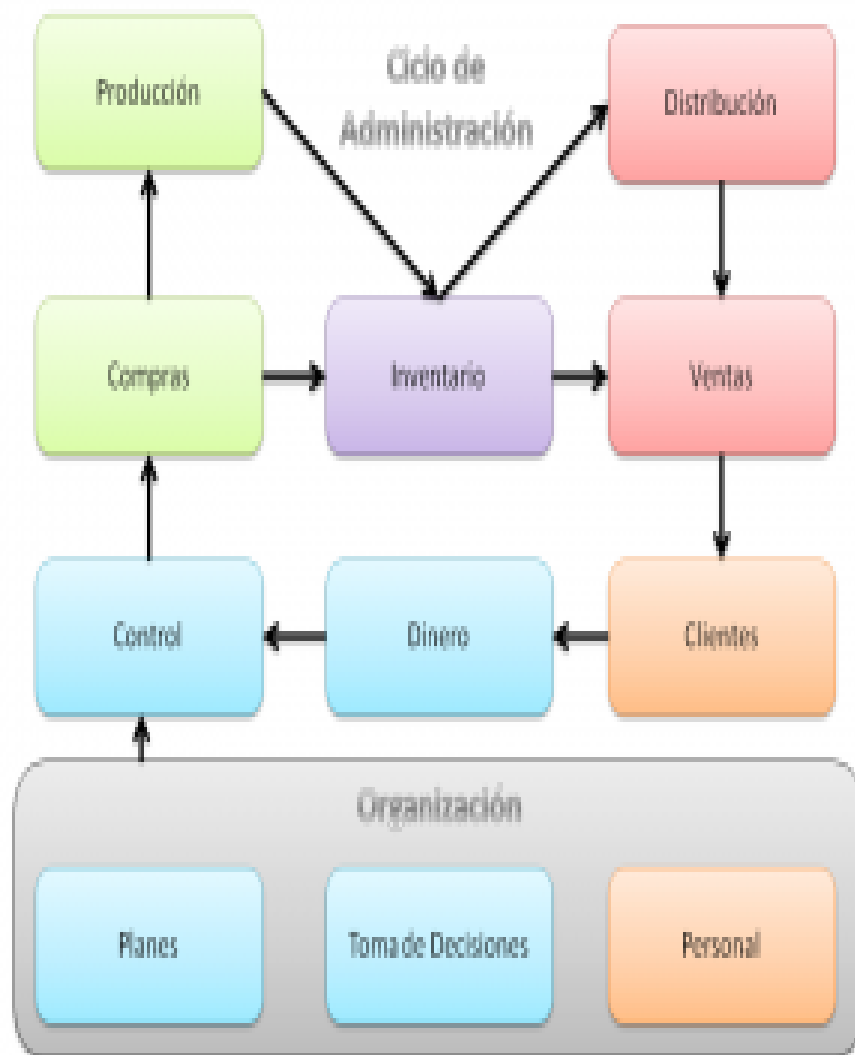 Producción
Ciclo de
Administración
Distribución
Compras
Inventario
Ventas
Control
Dinero
Clientes
Organización
Planes
Toma de Decisiones
Personal